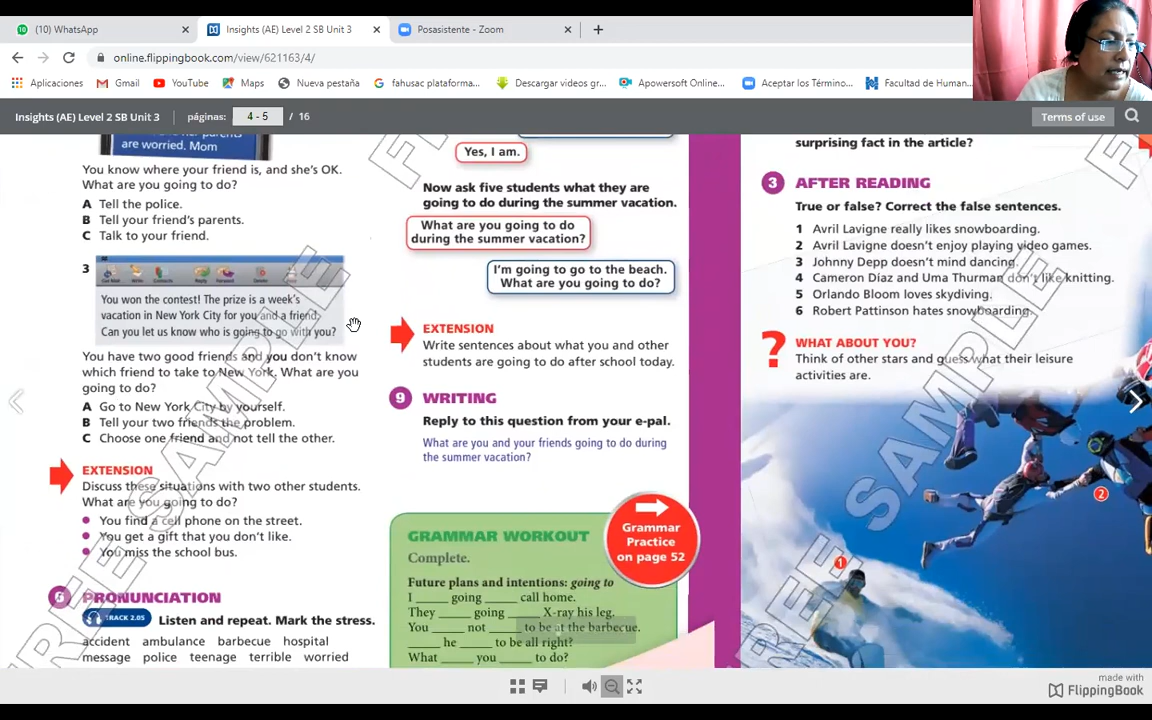 (10) WhatsApp
Insights (AE) Level 2 SB Unit 3
Posasistente - Zoom
online.flippingbook.com/view/621163/4/
Aplicaciones
Gmail
YouTube
Maps
Nueva pestaña
fahusac plataforma...
Descargar videos gr...
Apowersoft Online...
Aceptar los Término...
Facultad de Human...
Insights (AE) Level 2 SB Unit 3
páginas:
4 - 5
/ 16
Terms of use
are worried. Mom
You know where your friend is, and she's OK.
What are you going to do?
A Tell the police.
B Tell your friend's parents.
C Talk to your friend.
3
You won the contest! The prize is a week's
vacation in New York City for you and a friend.
Can you let us know who is going to go with you?
You have two good friends and you don't know
which friend to take to New York. What are you
going to do?
A Go to New York City by yourself.
B Tell your two friends the problem.
C Choose one friend and not tell the other.
EXTENSION
Discuss these situations with two other students.
What are you going to do?
You find a cell phone on the street.
You get a gift that you don't like.
You miss the school bus.
PRONUNCIATION
TRACK 2.05
Listen and repeat. Mark the stress.
accident ambulance barbecue hospital
message police teenage terrible worried
Yes, I am.
Now ask five students what they are
going to do during the summer vacation.
What are you going to do
during the summer vacation?
I'm going to go to the beach.
What are you going to do?
EXTENSION
Write sentences about what you and other
students are going to do after school today.
9 WRITING
Reply to this question from your e-pal.
What are you and your friends going to do during
the summer vacation?
Grammar
Practice
on page 52
GRAMMAR WORKOUT
Complete.
Future plans and intentions: going to
I _____ going _____ call home.
They _____ going _____ X-ray his leg.
You _____ not _____ to be at the barbecue.
_____ he _____ to be all right?
What _____ you _____ to do?
surprising fact in the article?
3 AFTER READING
True or false? Correct the false sentences.
1 Avril Lavigne really likes snowboarding.
2 Avril Lavigne doesn't enjoy playing video games.
3 Johnny Depp doesn't mind dancing.
4 Cameron Díaz and Uma Thurman don't like knitting.
5 Orlando Bloom loves skydiving.
6 Robert Pattinson hates snowboarding.
? WHAT ABOUT YOU?
Think of other stars and guess what their leisure
activities are.
2
1
FREE SAMPLE
SAMPLE
made with
FlippingBook